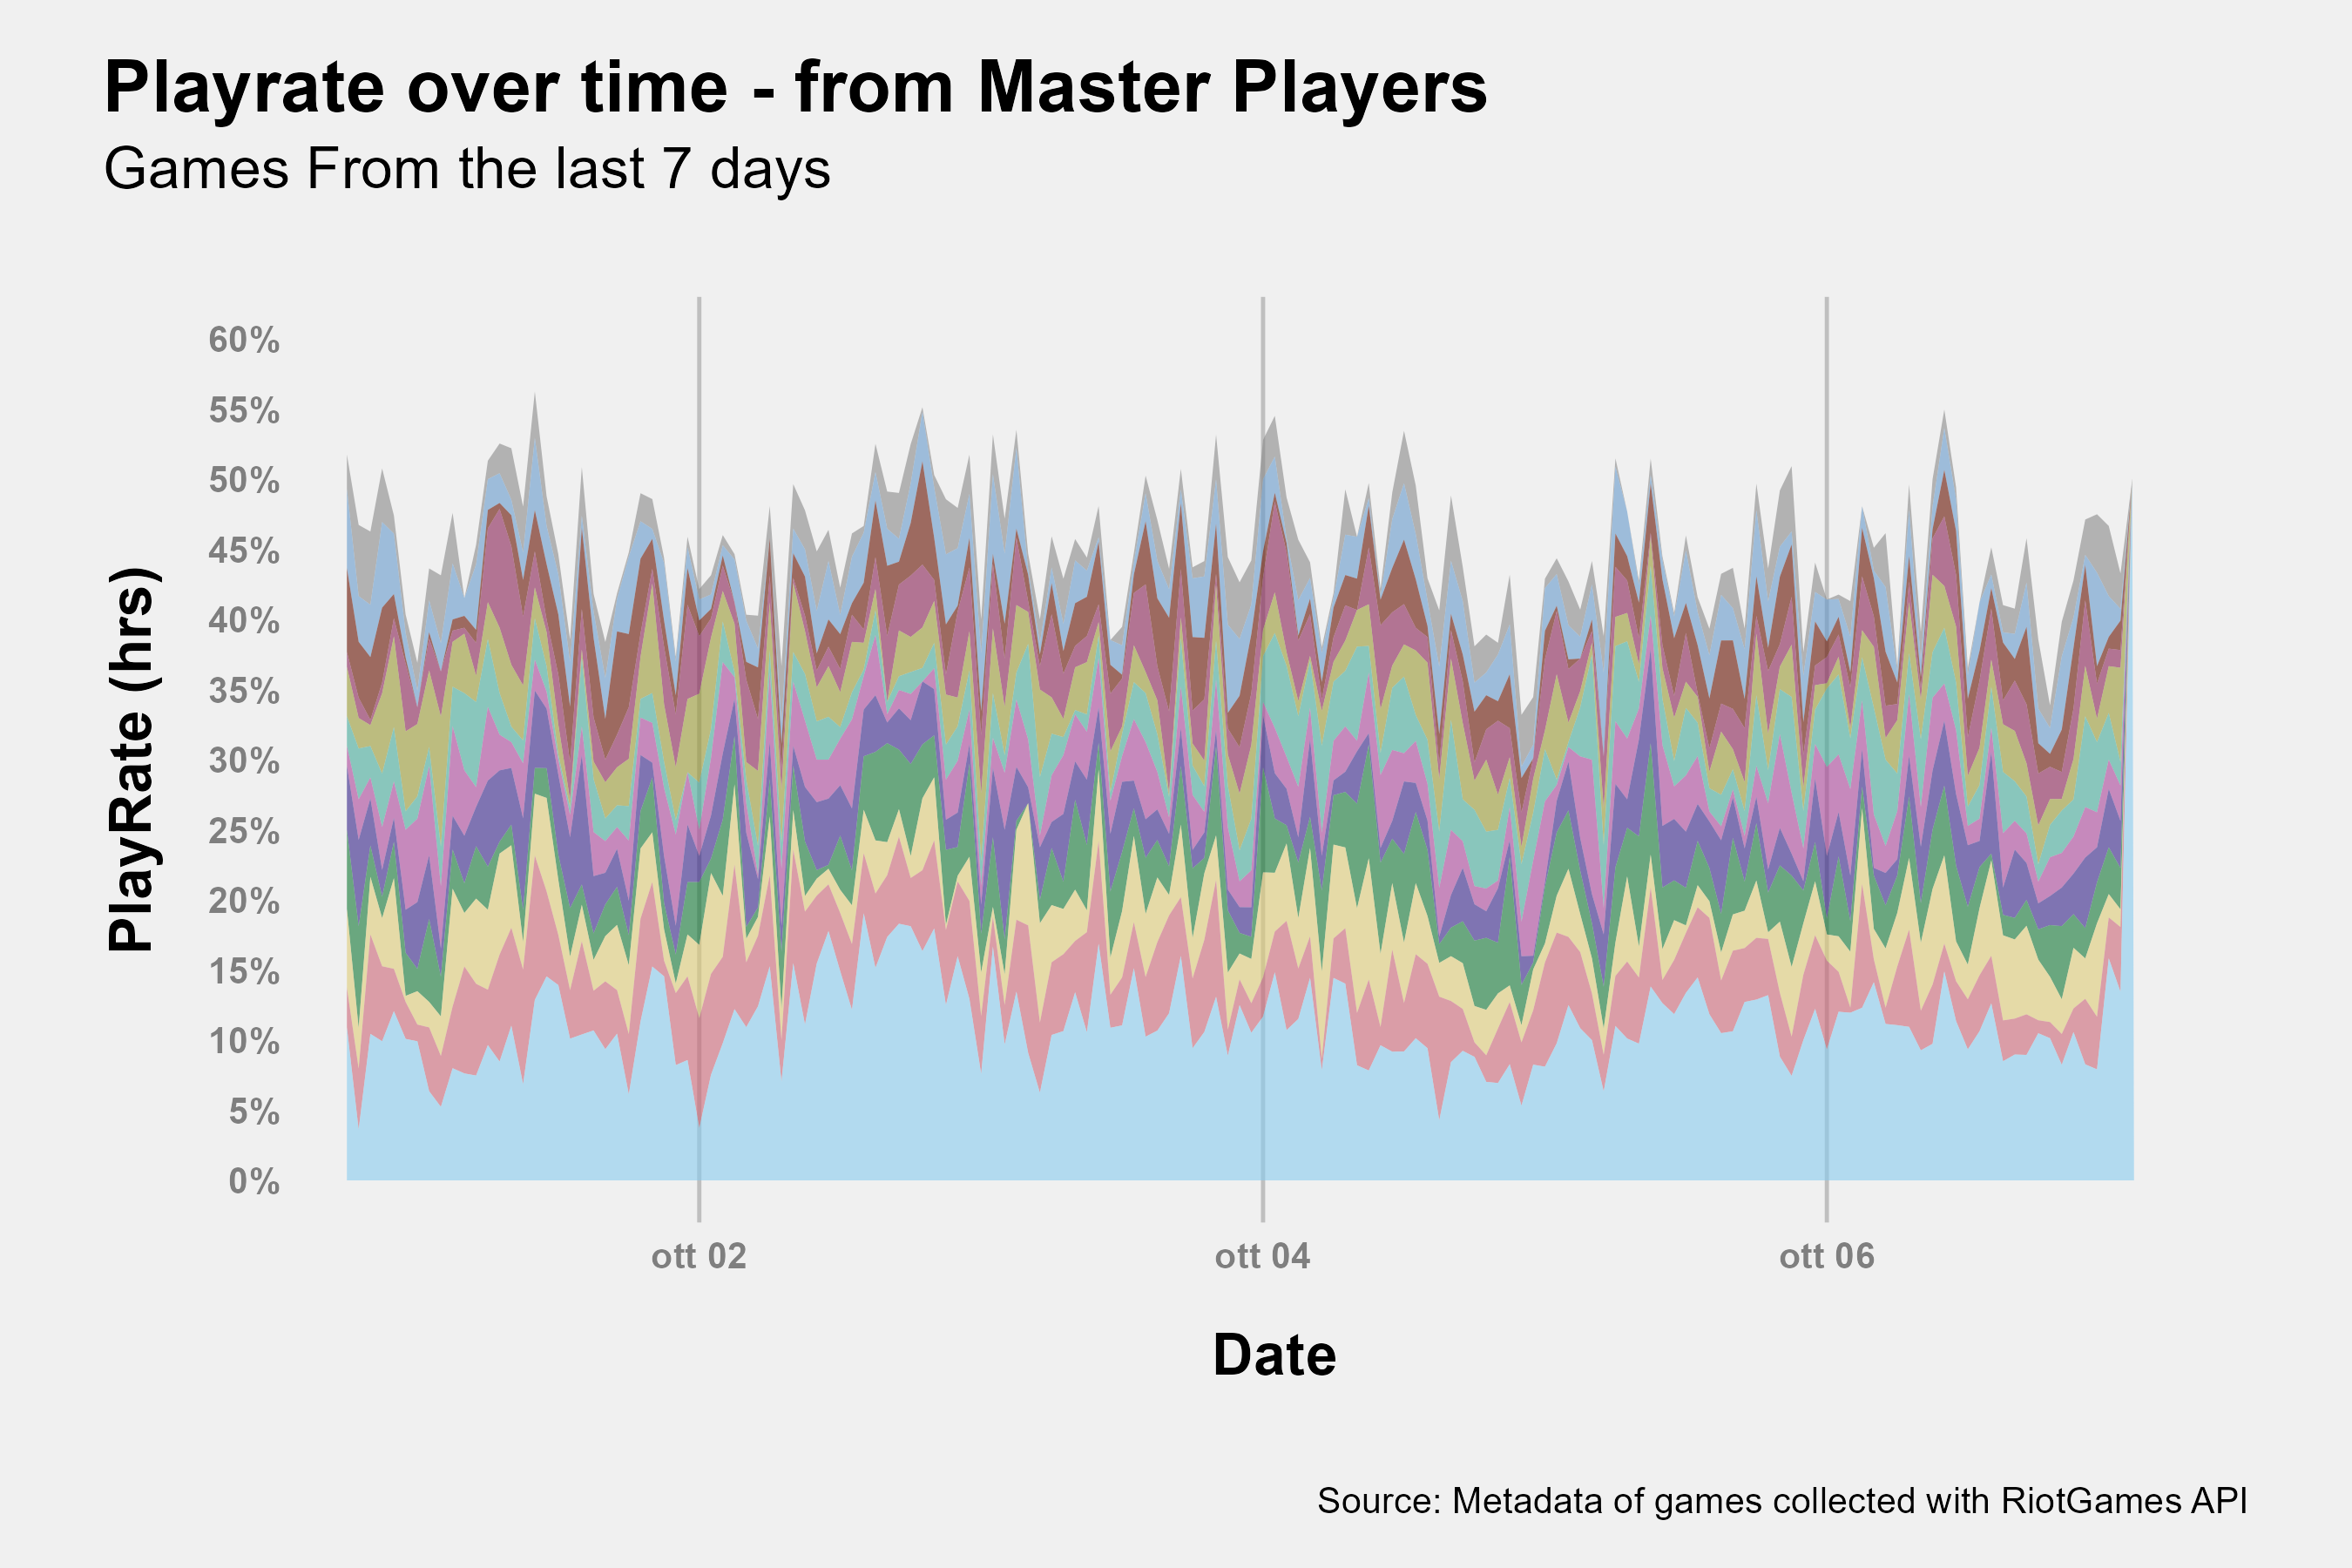 Playrate over time - from Master Players
Games From the last 7 days
60%
55%
50%
45%
40%
35%
30%
25%
20%
15%
10%
5%
0%
PlayRate (hrs)
ott 02
ott 04
ott 06
Date
Source: Metadata of games collected with RiotGames API